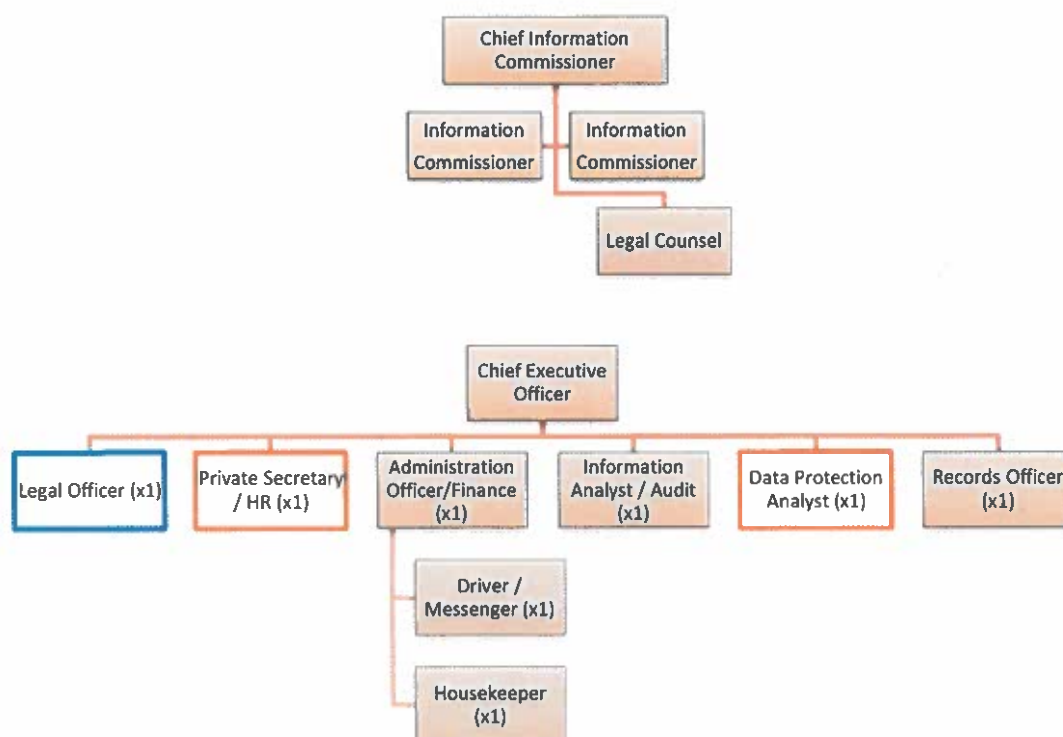 Chief Information
Commissioner
Information
Commissioner
Information
Commissioner
Legal Counsel
Chief Executive
Officer
Legal Officer (x1)
Private Secretary
/ HR (x1)
Administration
Officer/Finance
(x1)
Information
Analyst / Audit
(x1)
Data Protection
Analyst (x1)
Records Officer
(x1)
Driver /
Messenger (x1)
Housekeeper
(x1)